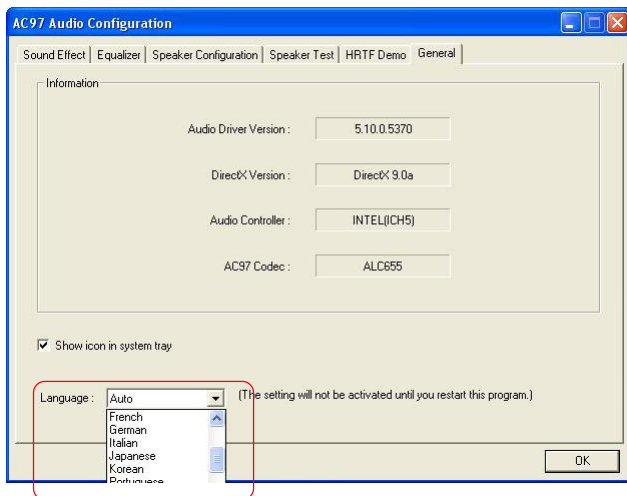 AC97 Audio Configuration
Sound Effect Equalizer Speaker Configuration Speaker Test HRTF Demo General
Information
Audio Driver Version : 5.10.0.5370
DirectX Version : DirectX 9.0a
Audio Controller : INTEL(ICH5)
AC97 Codec : ALC655
Show icon in system tray
Language : Auto (The setting will not be activated until you restart this program.)
French
German
Italian
Japanese
Korean
Portuguese
OK